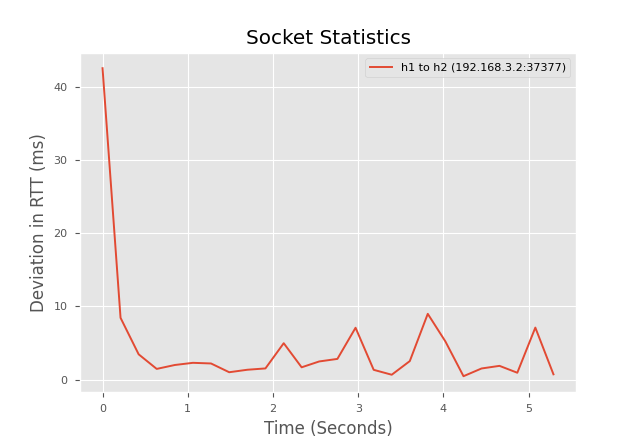 Socket Statistics
h1 to h2 (192.168.3.2:37377)
Deviation in RTT (ms)
40
30
20
10
0
0 1 2 3 4 5
Time (Seconds)